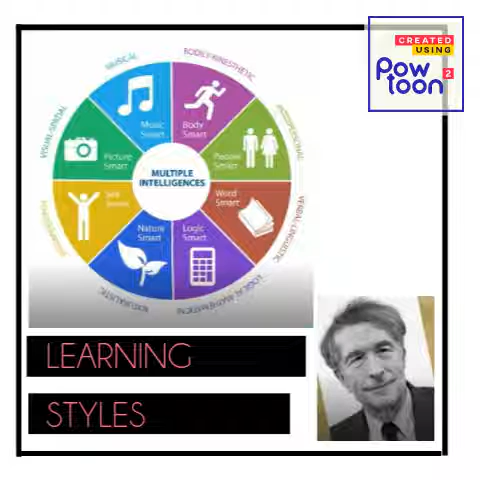 CREATED
USING
Powtoon
2
MUSICAL
BODILY-KINESTHETIC
INTERPERSONAL
VERBAL-LINGUISTIC
LOGICAL-MATHEMATICAL
NATURALISTIC
VISUAL-SPATIAL
Music
Smart
Body
Smart
Picture
Smart
People
Smart
MULTIPLE
INTELLIGENCES
Self
Smart
Word
Smart
Nature
Smart
Logic
Smart
LEARNING
STYLES